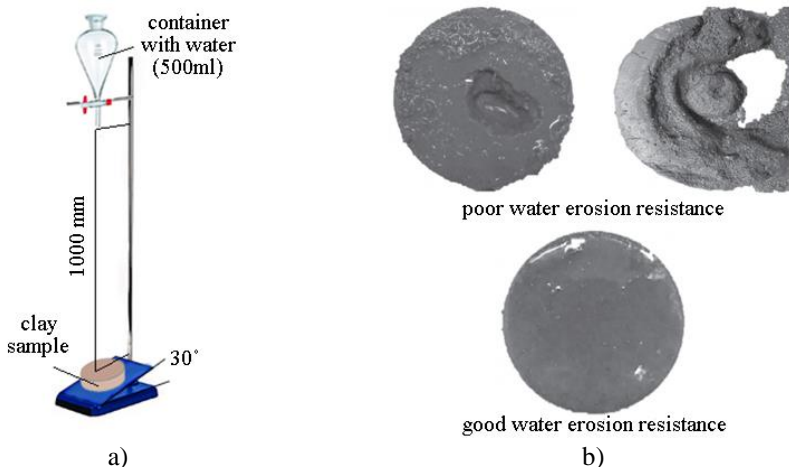 container
with water
(500ml)
1000 mm
clay
sample
30˚
a)
poor water erosion resistance
good water erosion resistance
b)